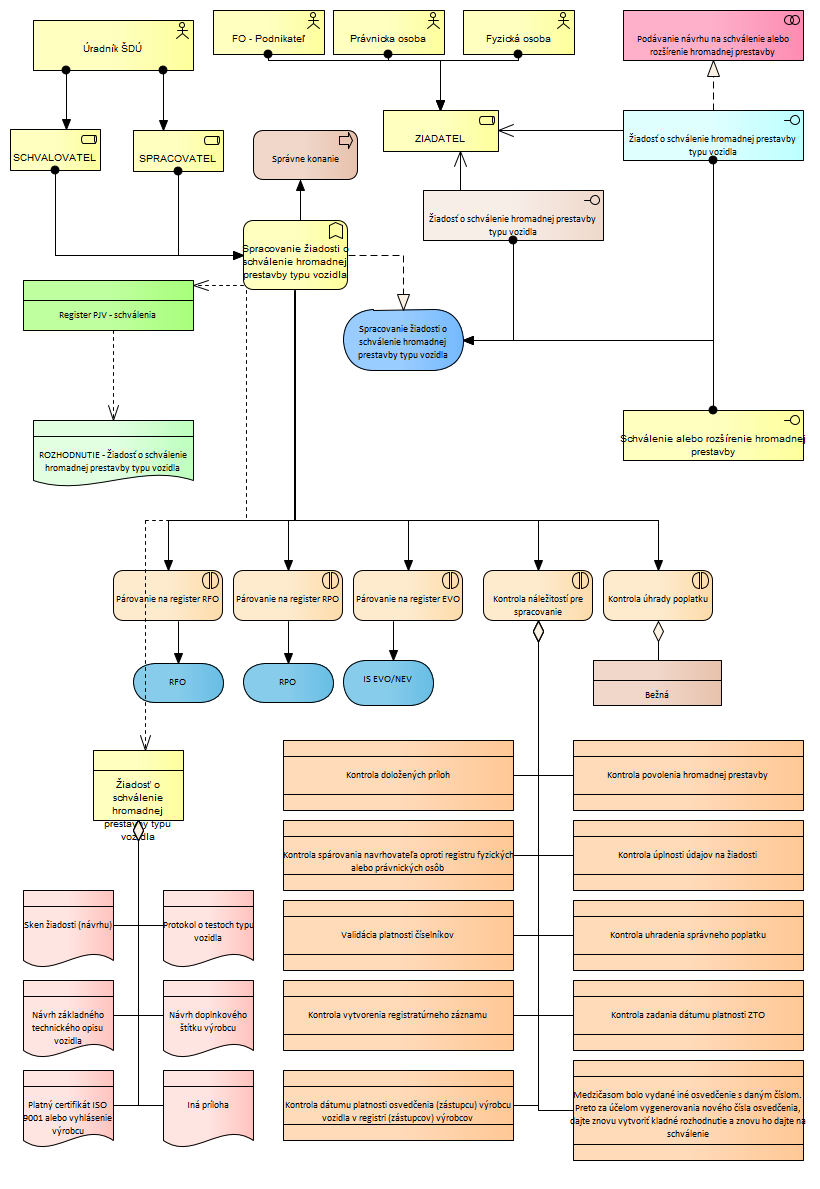 Úradník ŠDÚ
FO - Podnikateľ
Právnicka osoba
Fyzická osoba
Podávanie návrhu na schválenie alebo
rozšírenie hromadnej prestavby
SCHVALOVATEL
SPRACOVATEL
Správne konanie
ZIADATEL
Žiadosť o schválenie hromadnej prestavby
typu vozidla
Žiadosť o schválenie hromadnej prestavby
typu vozidla
Spracovanie žiadosti o
schválenie hromadnej
prestavby typu vozidla
Register PJV - schválenia
Spracovanie žiadosti o
schválenie hromadnej
prestavby typu vozidla
ROZHODNUTIE - Žiadosť o schválenie
hromadnej prestavby typu vozidla
Schválenie alebo rozšírenie hromadnej
prestavby
Párovanie na register RFO
Párovanie na register RPO
Párovanie na register EVO
Kontrola náležitostí pre
spracovanie
Kontrola úhrady poplatku
RFO
RPO
IS EVO/NEV
Bežná
Žiadosť o
schválenie
hromadnej
prestavby typu
vozidla
Kontrola doložených príloh
Kontrola povolenia hromadnej prestavby
Kontrola spárovania navrhovateľa oproti registru fyzických
alebo právnických osôb
Kontrola úplnosti údajov na žiadosti
Sken žiadosti (návrhu)
Protokol o testoch typu
vozidla
Validácia platnosti číselníkov
Kontrola uhradenia správneho poplatku
Návrh základného
technického opisu
vozidla
Návrh doplnkového
štítku výrobcu
Kontrola vytvorenia registratúrneho záznamu
Kontrola zadania dátumu platnosti ZTO
Platný certifikát ISO
9001 alebo vyhlásenie
výrobcu
Iná príloha
Kontrola dátumu platnosti osvedčenia (zástupcu) výrobcu
vozidla v registri (zástupcov) výrobcov
Medzičasom bolo vydané iné osvedčenie s daným číslom.
Preto za účelom vygenerovania nového čísla osvedčenia,
dajte znovu vytvoriť kladné rozhodnutie a znovu ho dajte na
schválenie